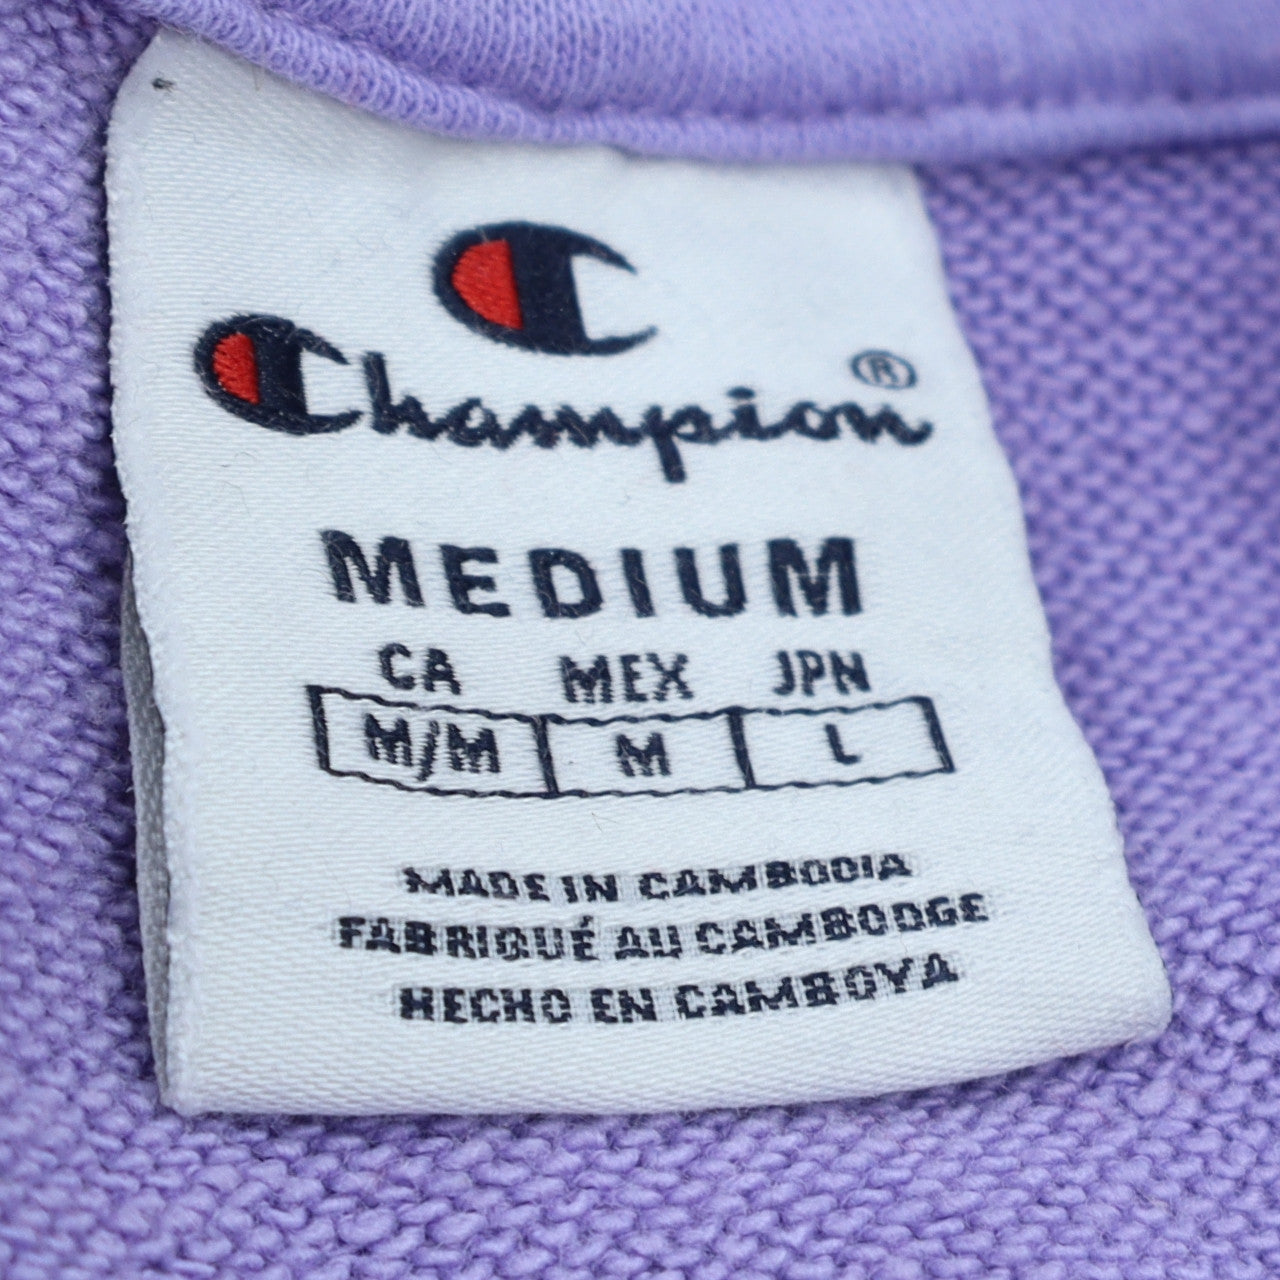 Champion®
MEDIUM
CA MEX JPN
M/M M L
MADE IN CAMBODIA
FABRIQUÉ AU CAMBODGE
HECHO EN CAMBOYA